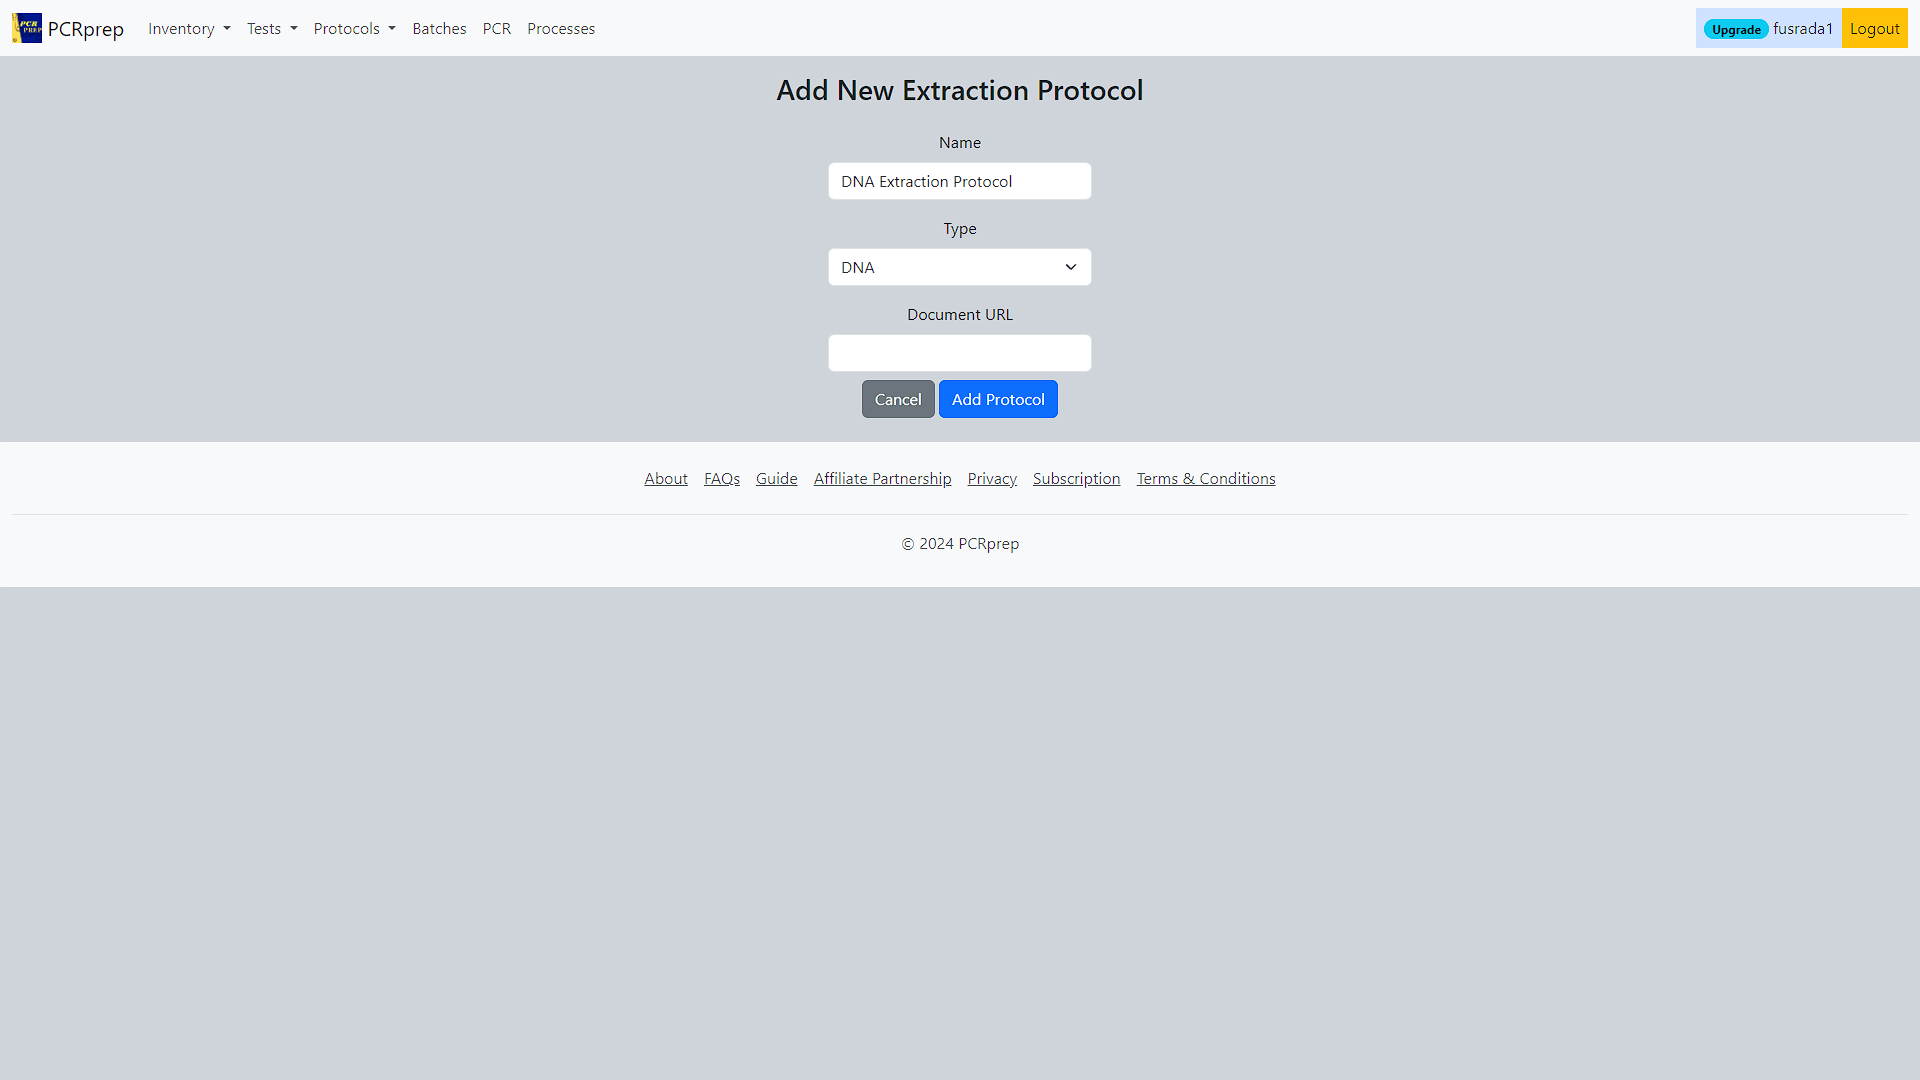 PCR
PREP
PCRprep
Inventory
Tests
Protocols
Batches
PCR
Processes
Upgrade
fusrada1
Logout
Add New Extraction Protocol
Name
DNA Extraction Protocol
Type
DNA
Document URL
Cancel
Add Protocol
About
FAQs
Guide
Affiliate Partnership
Privacy
Subscription
Terms & Conditions
© 2024 PCRprep